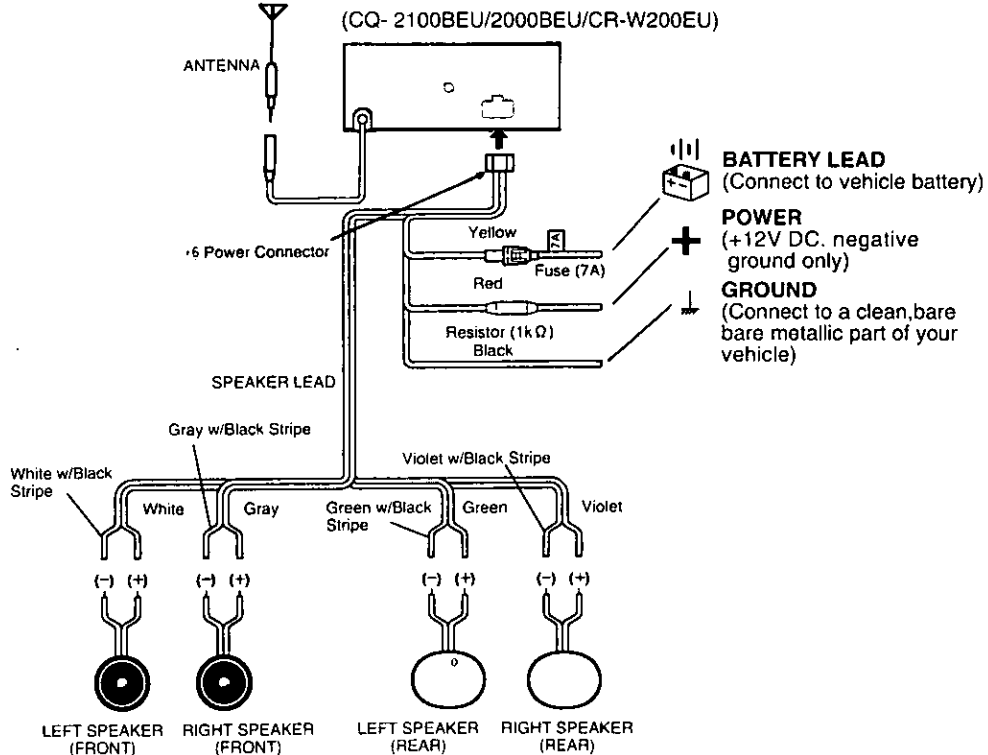 (CQ- 2100BEU/2000BEU/CR-W200EU)
ANTENNA
BATTERY LEAD
(Connect to vehicle battery)
POWER
(+12V DC. negative
ground only)
GROUND
(Connect to a clean,bare
bare metallic part of your
vehicle)
Yellow
7A
Fuse (7A)
6 Power Connector
Red
Resistor (1kΩ)
Black
SPEAKER LEAD
Gray w/Black Stripe
White w/Black
Stripe
White
Gray
Violet w/Black Stripe
Green w/Black
Stripe
Green
Violet
(−) (+) (−) (+) (−) (+) (−) (+)
LEFT SPEAKER
(FRONT)
RIGHT SPEAKER
(FRONT)
LEFT SPEAKER
(REAR)
RIGHT SPEAKER
(REAR)